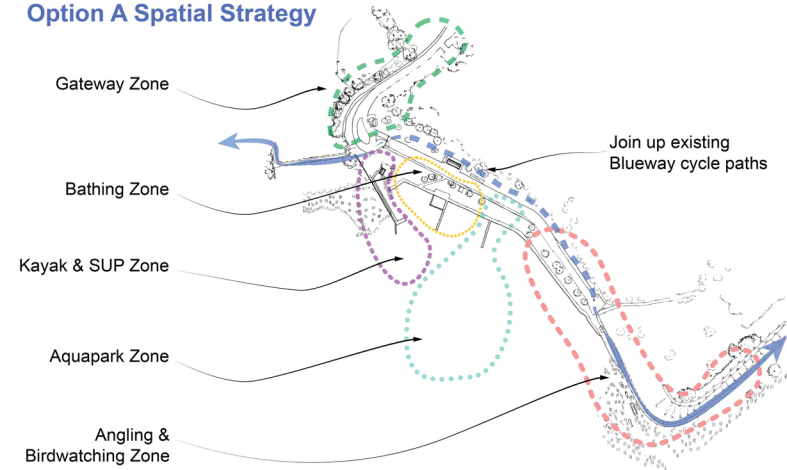 Option A Spatial Strategy
Gateway Zone
Join up existing
Blueway cycle paths
Bathing Zone
Kayak & SUP Zone
Aquapark Zone
Angling &
Birdwatching Zone